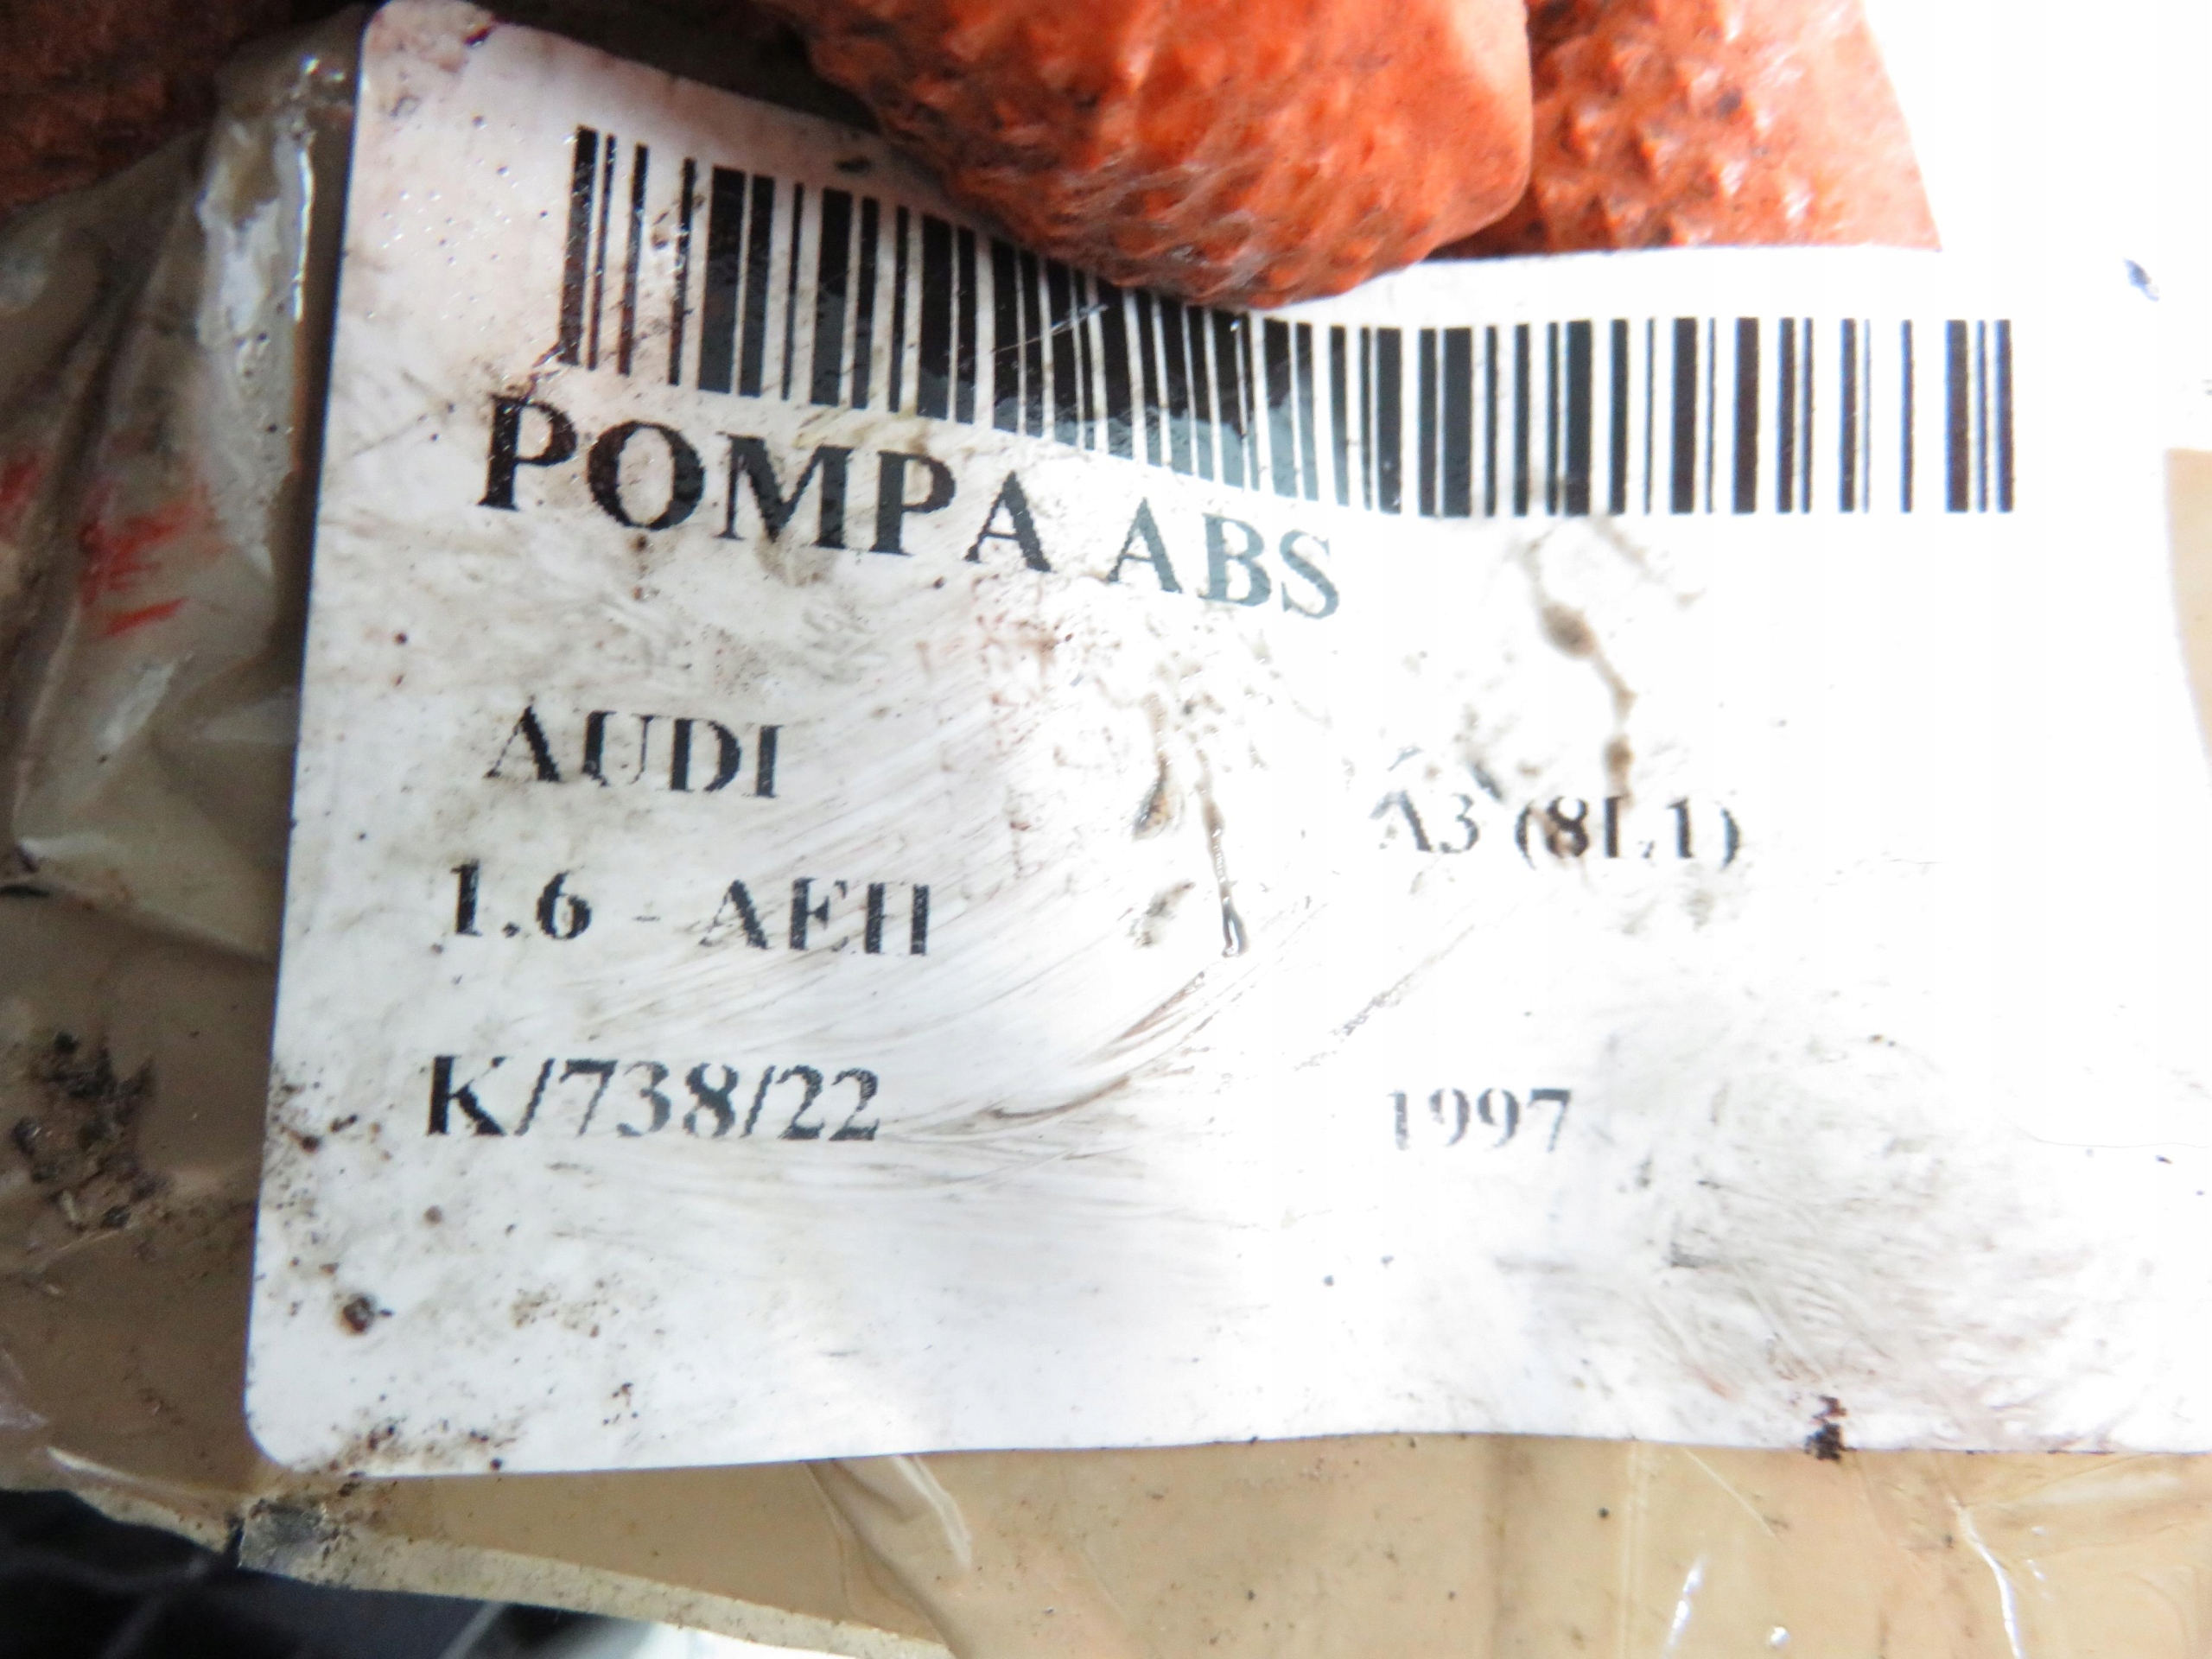 POMPA ABS
AUDI A3 (8L1)
1.6 - AEH
K/738/22 1997